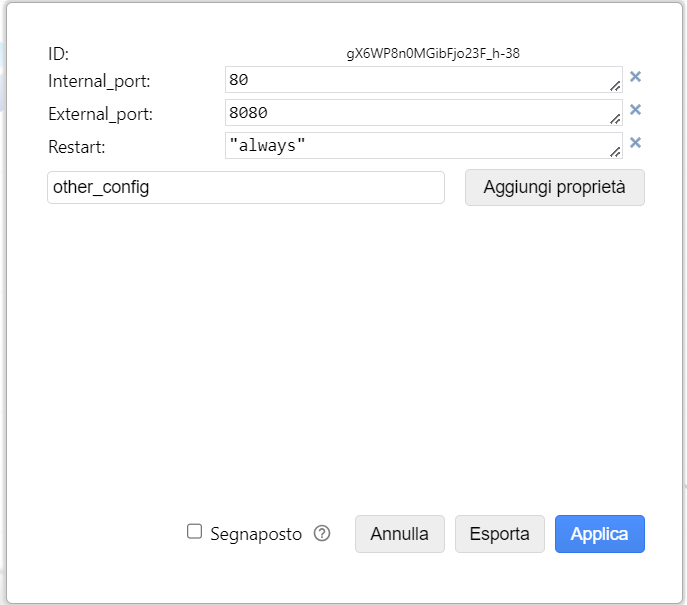 ID: gX6WP8n0MGibFjo23F_h-38
Internal_port: 80
External_port: 8080
Restart: "always"
other_config Aggiungi proprietà
Segnaposto Annulla Esporta Applica